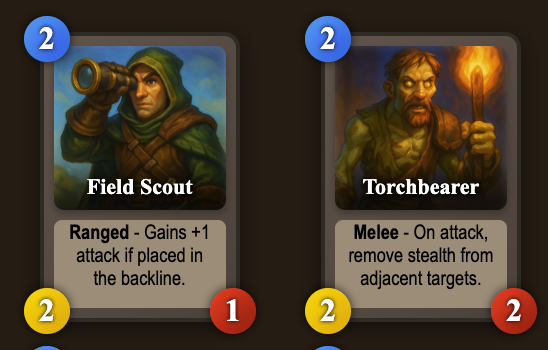 2
Field Scout
Ranged - Gains +1
attack if placed in
the backline.
2
1
2
Torchbearer
Melee - On attack,
remove stealth from
adjacent targets.
2
2